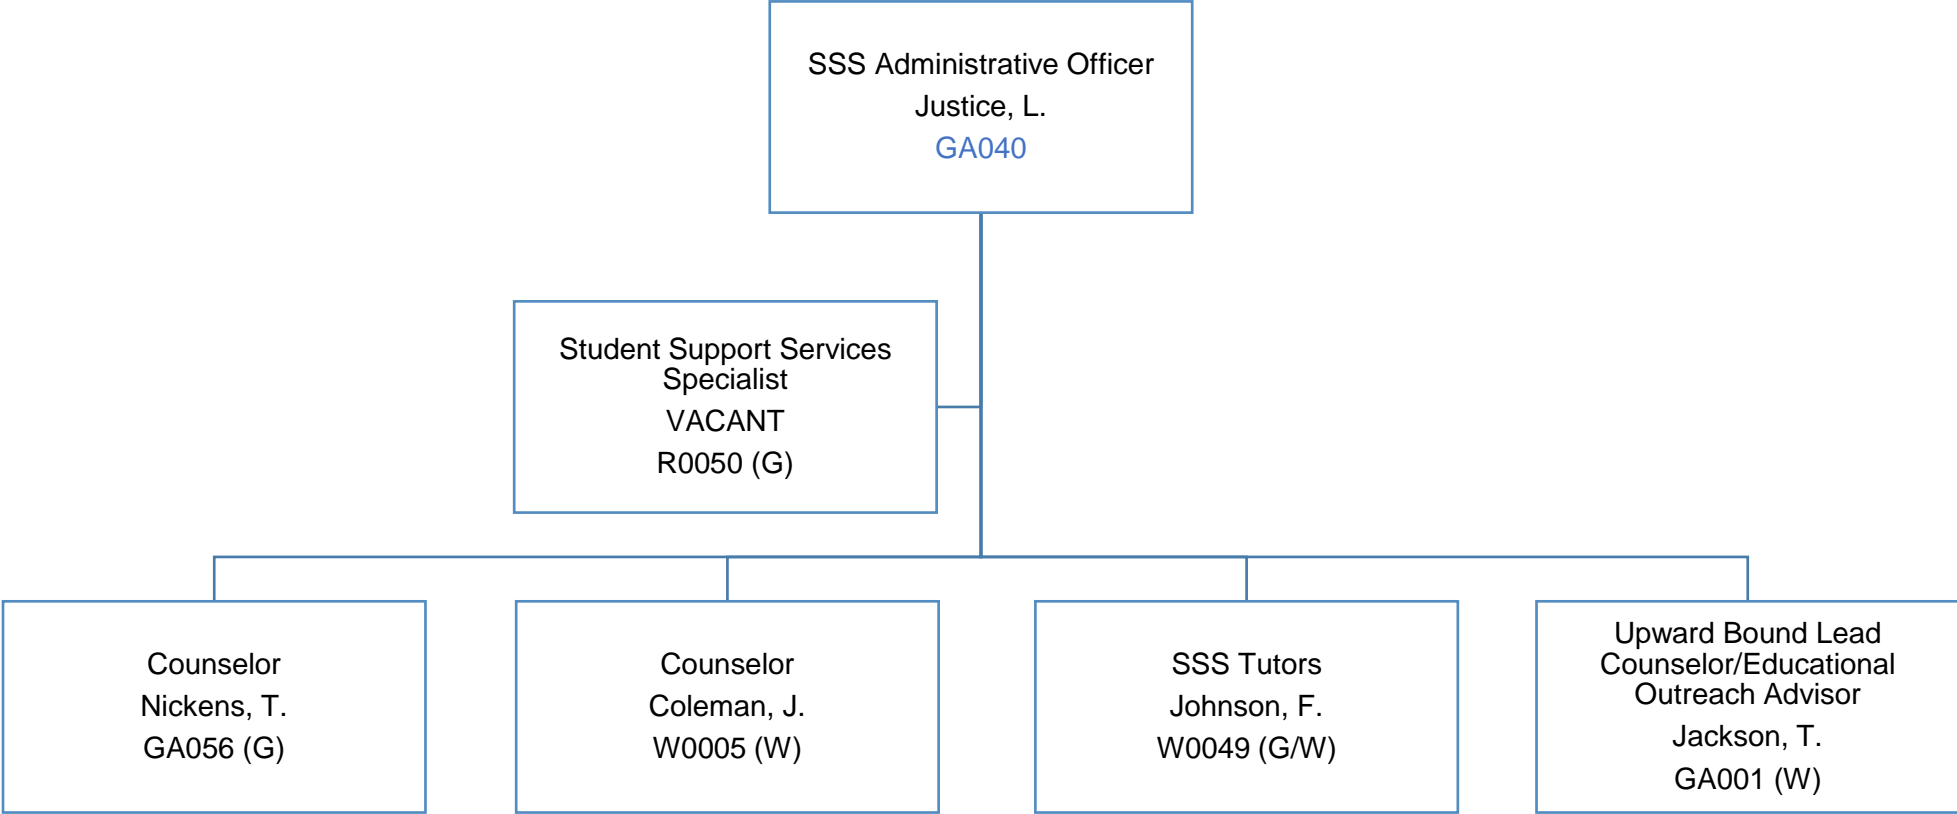 SSS Administrative Officer
Justice, L.
GA040
Student Support Services
Specialist
VACANT
R0050 (G)
Counselor
Nickens, T.
GA056 (G)
Counselor
Coleman, J.
W0005 (W)
SSS Tutors
Johnson, F.
W0049 (G/W)
Upward Bound Lead
Counselor/Educational
Outreach Advisor
Jackson, T.
GA001 (W)